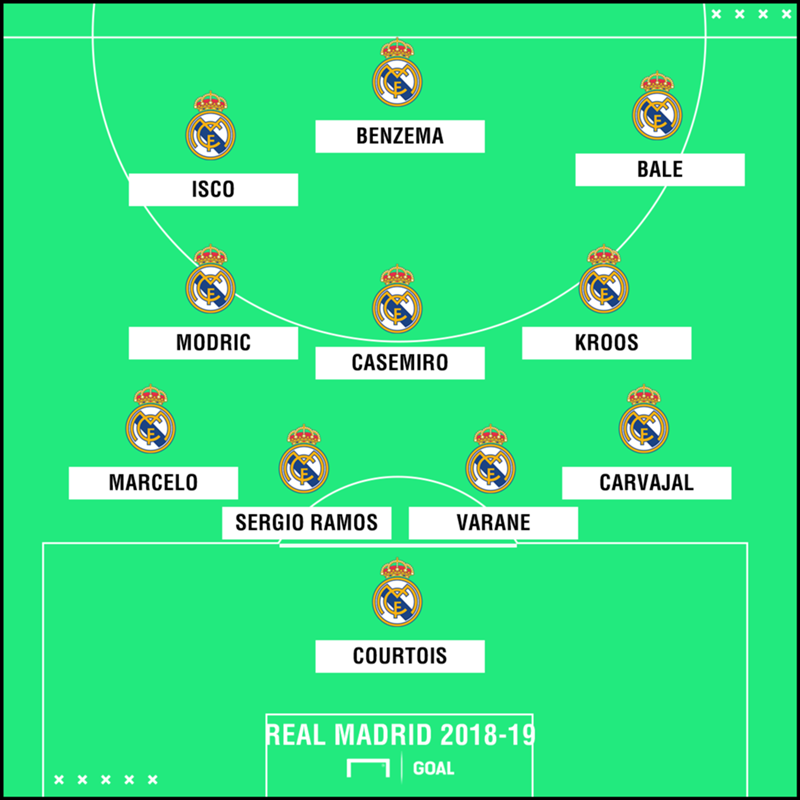 BENZEMA
ISCO
BALE
MODRIC
CASEMIRO
KROOS
MARCELO
SERGIO RAMOS
VARANE
CARVAJAL
COURTOIS
REAL MADRID 2018-19
GOAL